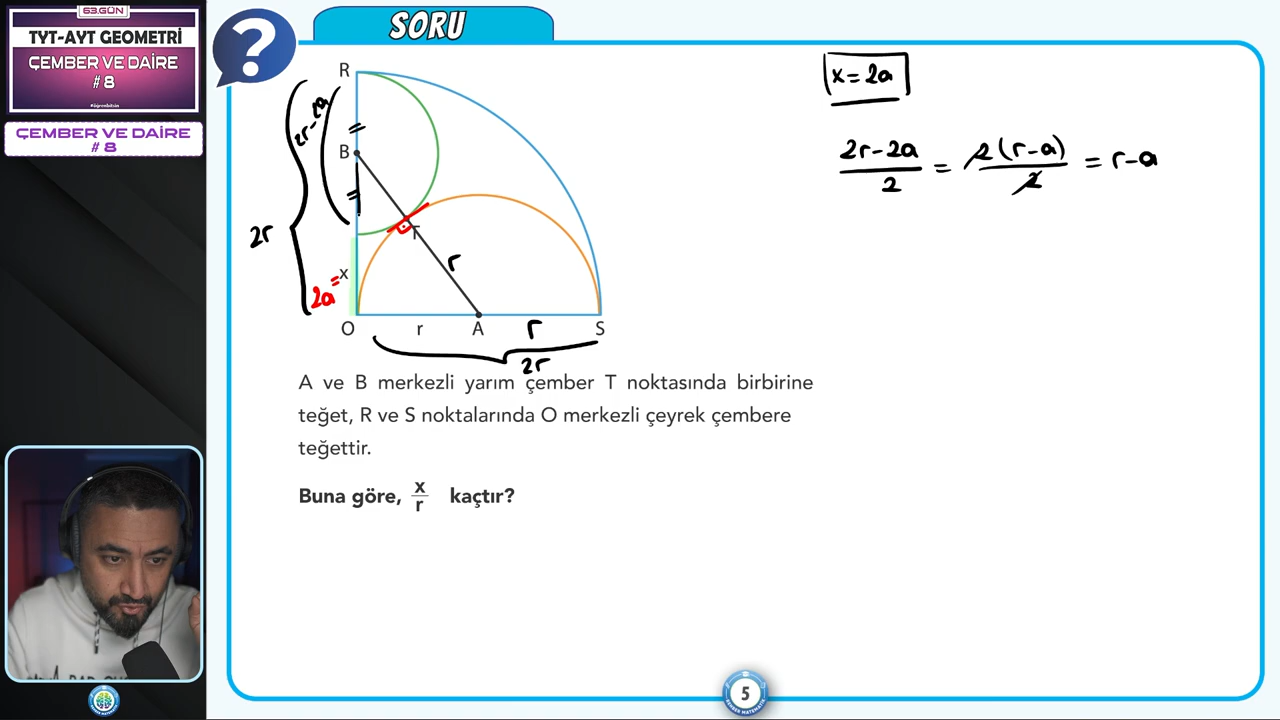 63.GÜN
TYT-AYT GEOMETRİ
ÇEMBER VE DAİRE
# 8
#ögrenbitsin
ÇEMBER VE DAİRE
# 8
?
SORU
R
2r-2a
B
2r
T
r
x
=
2a
O r A r S
2r
x = 2a
2r-2a / 2 = 2(r-a) / 2 = r-a
A ve B merkezli yarım çember T noktasında birbirine
teğet, R ve S noktalarında O merkezli çeyrek çembere
teğettir.
Buna göre, x/r kaçtır?
5